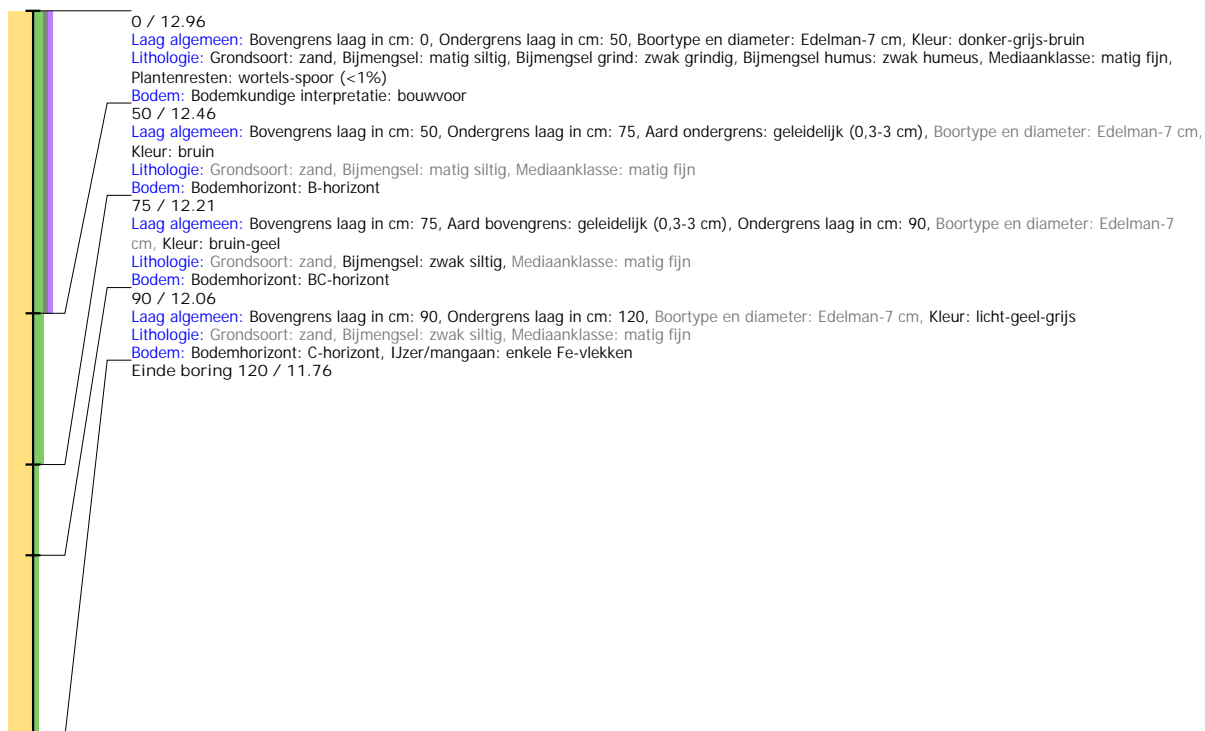 0 / 12.96
Laag algemeen: Bovengrens laag in cm: 0, Ondergrens laag in cm: 50, Boortype en diameter: Edelman-7 cm, Kleur: donker-grijs-bruin
Lithologie: Grondsoort: zand, Bijmengsel: matig siltig, Bijmengsel grind: zwak grindig, Bijmengsel humus: zwak humeus, Mediaanklasse: matig fijn,
Plantenresten: wortels-spoor (<1%)
Bodem: Bodemkundige interpretatie: bouwvoor
50 / 12.46
Laag algemeen: Bovengrens laag in cm: 50, Ondergrens laag in cm: 75, Aard ondergrens: geleidelijk (0,3-3 cm), Boortype en diameter: Edelman-7 cm,
Kleur: bruin
Lithologie: Grondsoort: zand, Bijmengsel: matig siltig, Mediaanklasse: matig fijn
Bodem: Bodemhorizont: B-horizont
75 / 12.21
Laag algemeen: Bovengrens laag in cm: 75, Aard bovengrens: geleidelijk (0,3-3 cm), Ondergrens laag in cm: 90, Boortype en diameter: Edelman-7
cm, Kleur: bruin-geel
Lithologie: Grondsoort: zand, Bijmengsel: zwak siltig, Mediaanklasse: matig fijn
Bodem: Bodemhorizont: BC-horizont
90 / 12.06
Laag algemeen: Bovengrens laag in cm: 90, Ondergrens laag in cm: 120, Boortype en diameter: Edelman-7 cm, Kleur: licht-geel-grijs
Lithologie: Grondsoort: zand, Bijmengsel: zwak siltig, Mediaanklasse: matig fijn
Bodem: Bodemhorizont: C-horizont, IJzer/mangaan: enkele Fe-vlekken
Einde boring 120 / 11.76